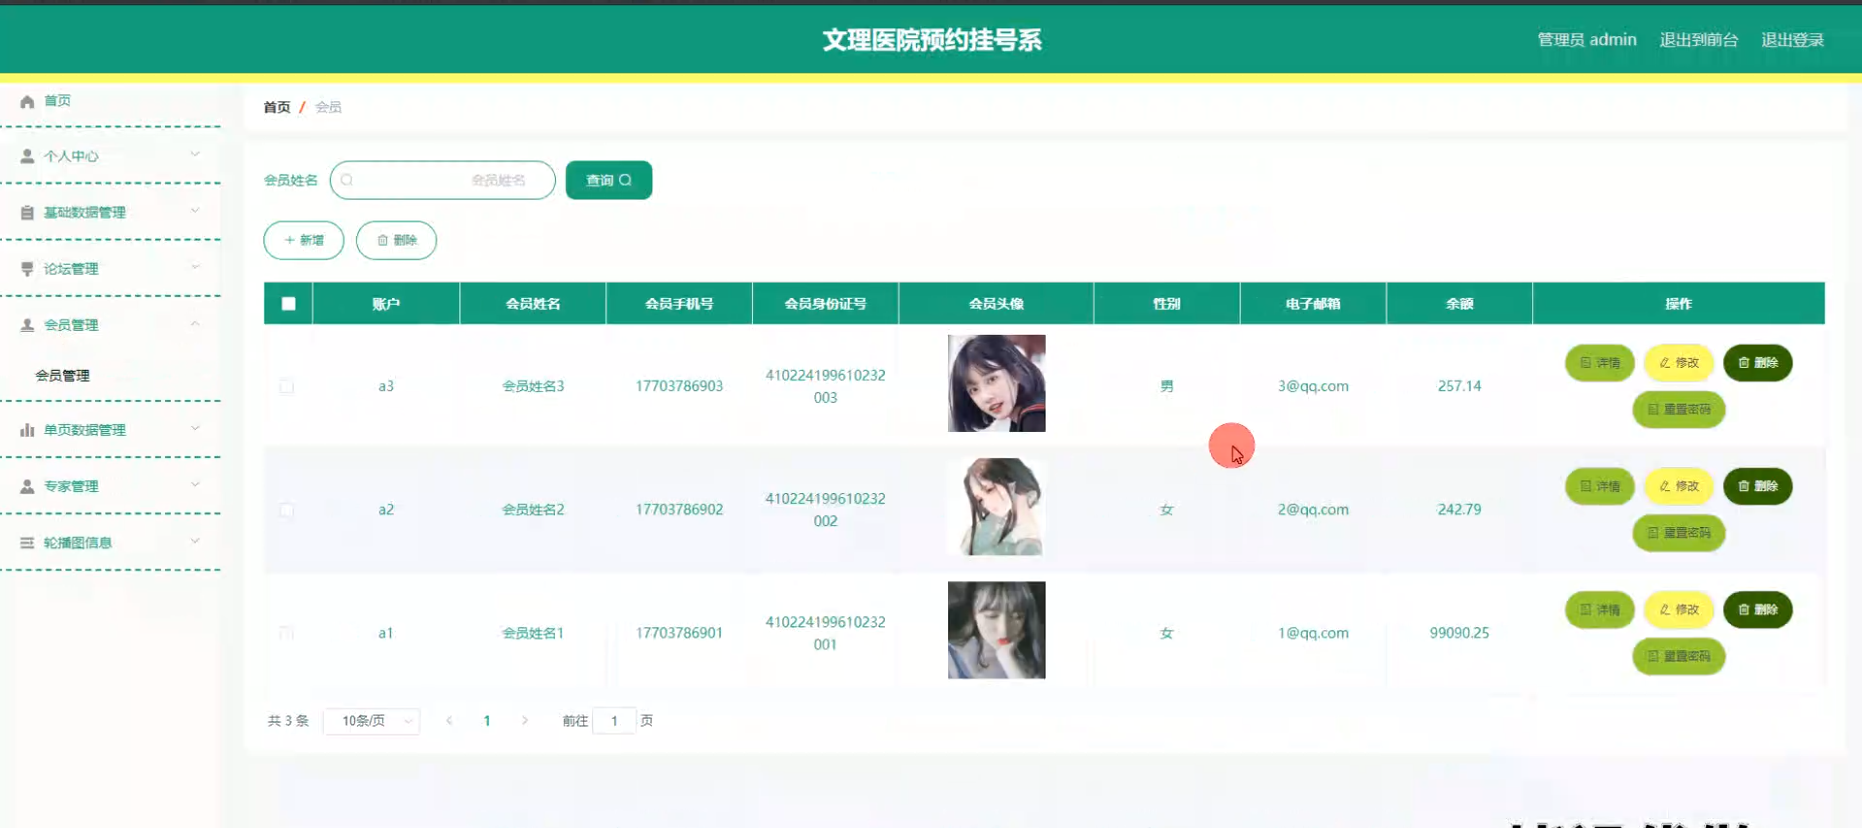 文理医院预约挂号系
管理员 admin 退出到前台 退出登录
首页
个人中心
基础数据管理
论坛管理
会员管理
会员管理
单页数据管理
专家管理
轮播图信息
首页 / 会员
会员姓名 会员姓名 查询
+ 新增 删除
账户 会员姓名 会员手机号 会员身份证号 会员头像 性别 电子邮箱 余额 操作
a3 会员姓名3 17703786903 410224199610232
003 男 3@qq.com 257.14 详情 修改 删除
重置密码
a2 会员姓名2 17703786902 410224199610232
002 女 2@qq.com 242.79 详情 修改 删除
重置密码
a1 会员姓名1 17703786901 410224199610232
001 女 1@qq.com 99090.25 详情 修改 删除
重置密码
共 3 条 10条/页 < 1 > 前往 1 页